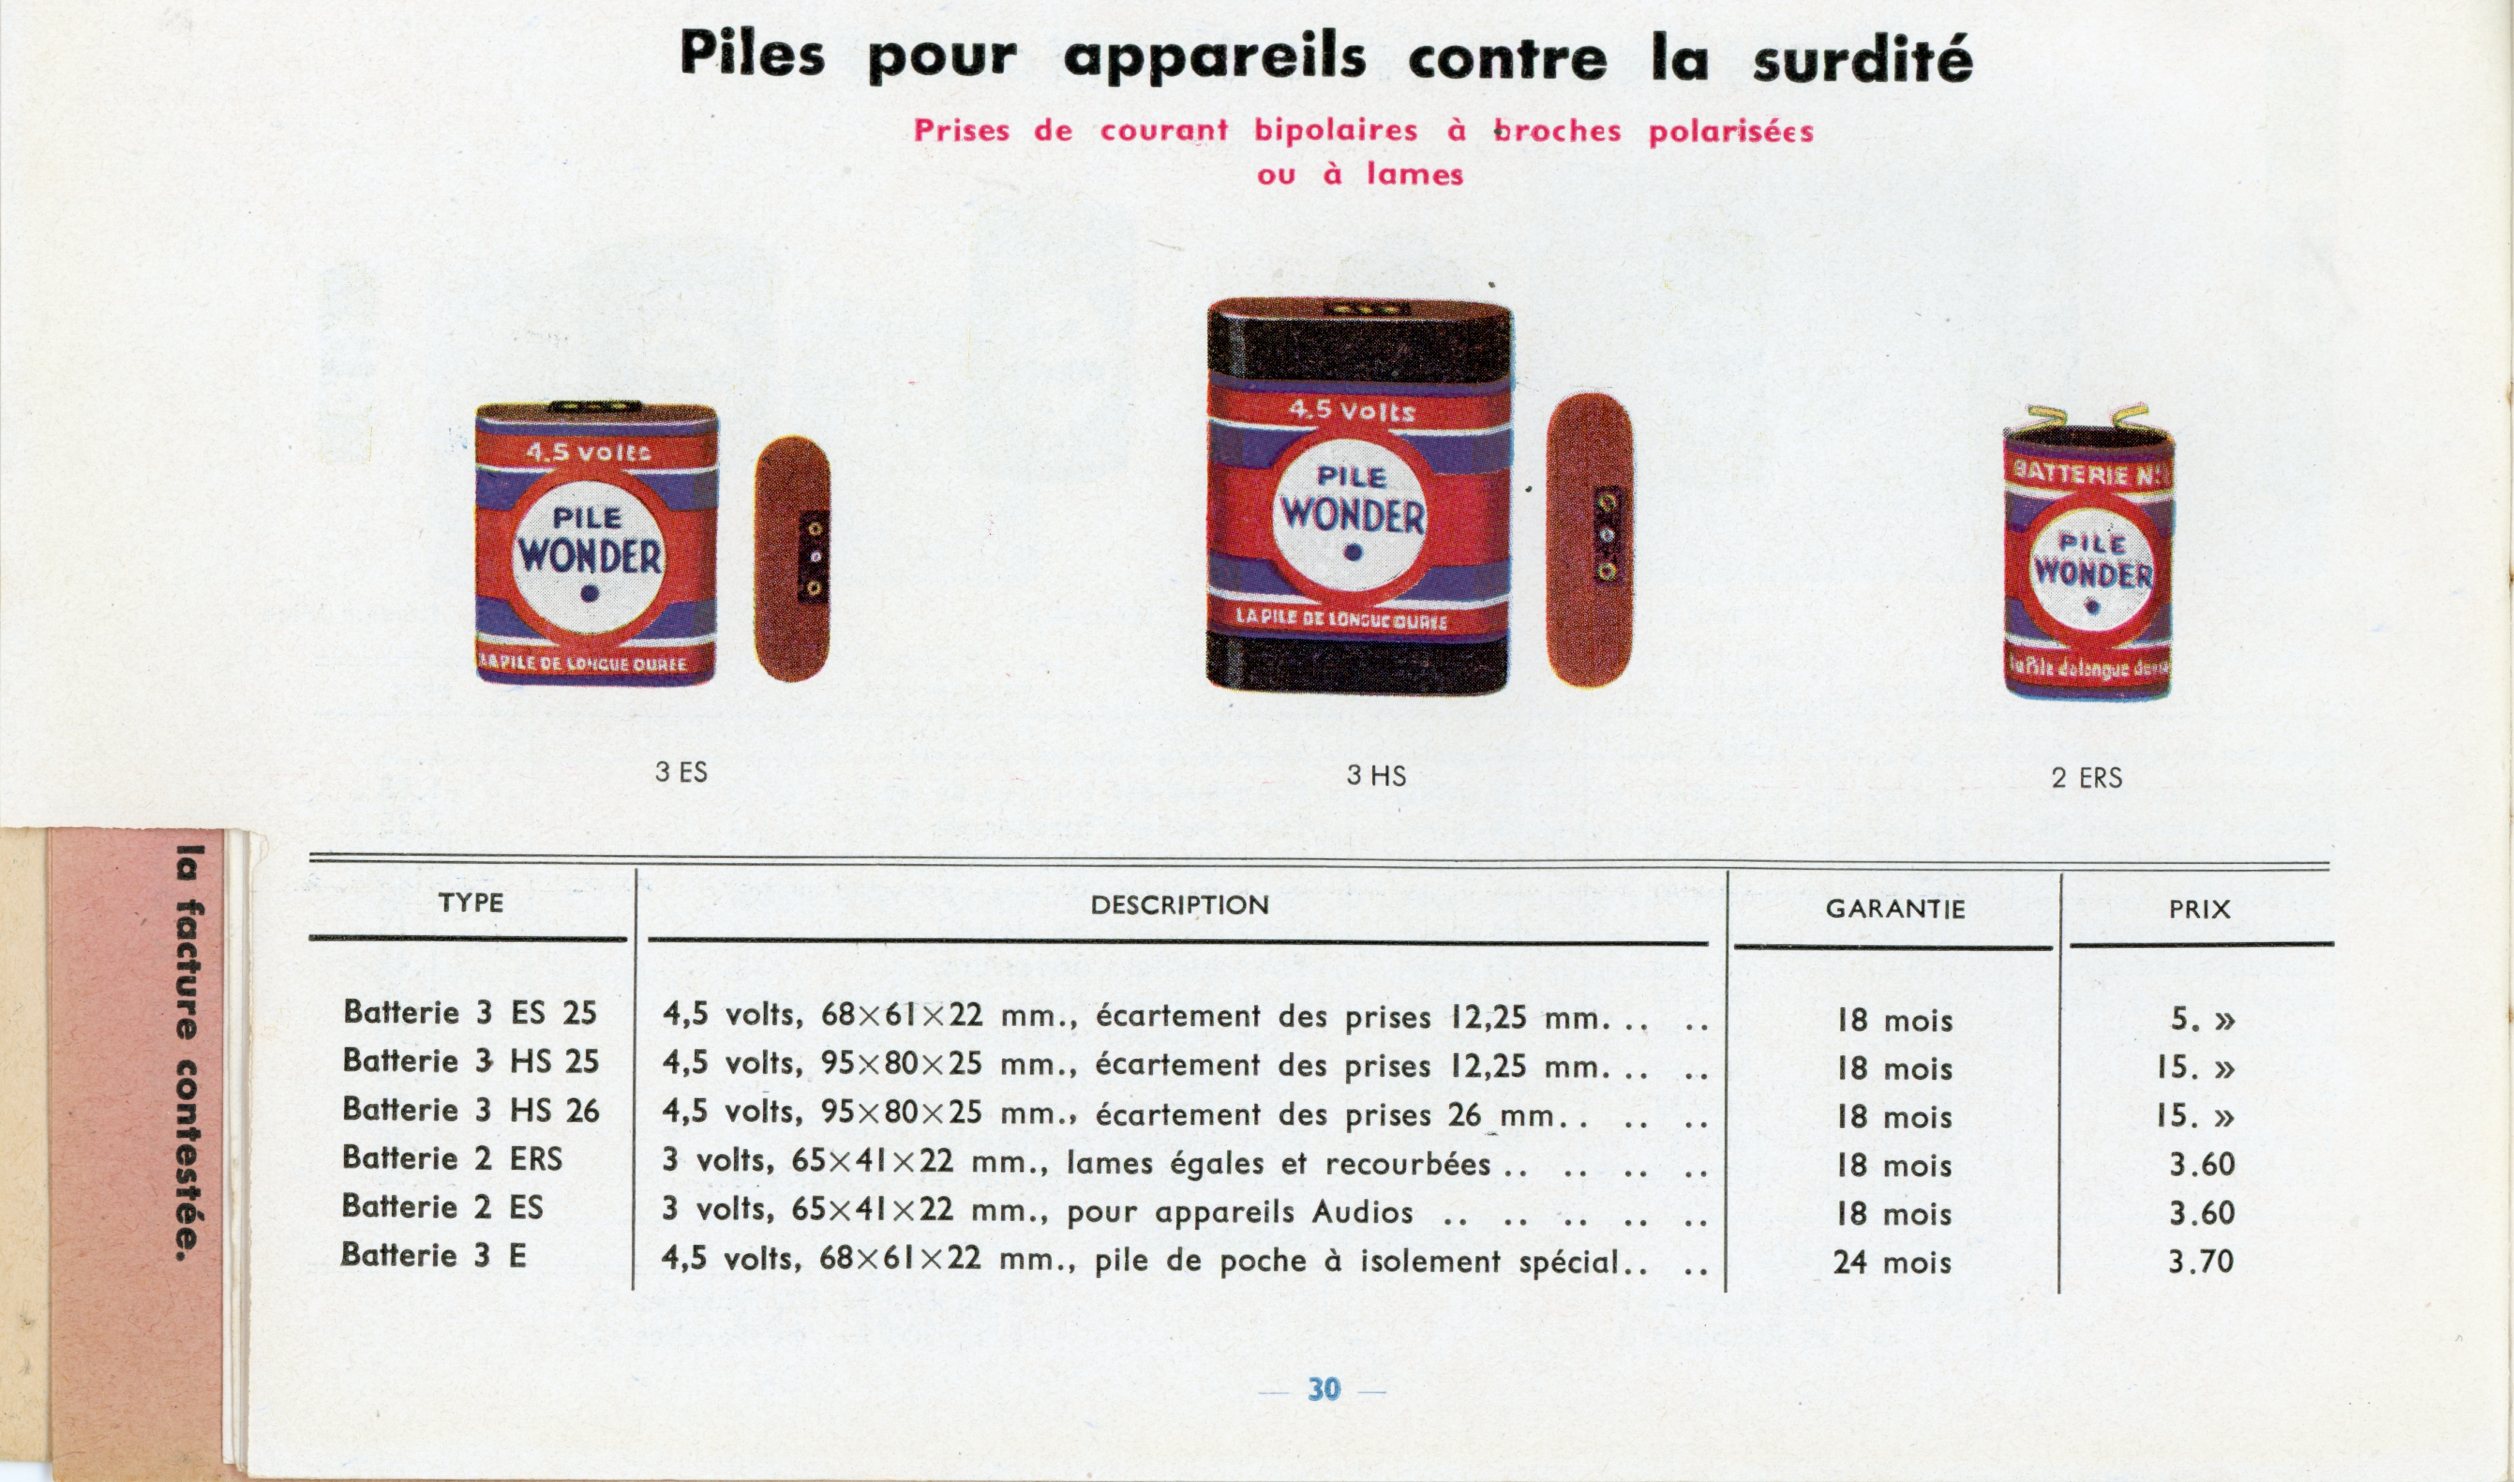 Piles pour appareils contre la surdité
Prises de courant bipolaires à broches polarisées
ou à lames
4.5 Volts
PILE
WONDER
LA PILE DE LONGUE DUREE
4.5 Volts
PILE
WONDER
LA PILE DE LONGUE DUREE
BATTERIE
PILE
WONDER
La Pile de longue
3 ES
3 HS
2 ERS
la facture contestée.
TYPE DESCRIPTION GARANTIE PRIX
Batterie 3 ES 25 4,5 volts, 68×61×22 mm., écartement des prises 12,25 mm. .. .. 18 mois 5. »
Batterie 3 HS 25 4,5 volts, 95×80×25 mm., écartement des prises 12,25 mm. .. .. 18 mois 15. »
Batterie 3 HS 26 4,5 volts, 95×80×25 mm., écartement des prises 26 mm. . .. .. 18 mois 15. »
Batterie 2 ERS 3 volts, 65×41×22 mm., lames égales et recourbées .. .. .. .. 18 mois 3.60
Batterie 2 ES 3 volts, 65×41×22 mm., pour appareils Audios .. .. .. .. .. 18 mois 3.60
Batterie 3 E 4,5 volts, 68×61×22 mm., pile de poche à isolement spécial.. .. 24 mois 3.70
— 30 —